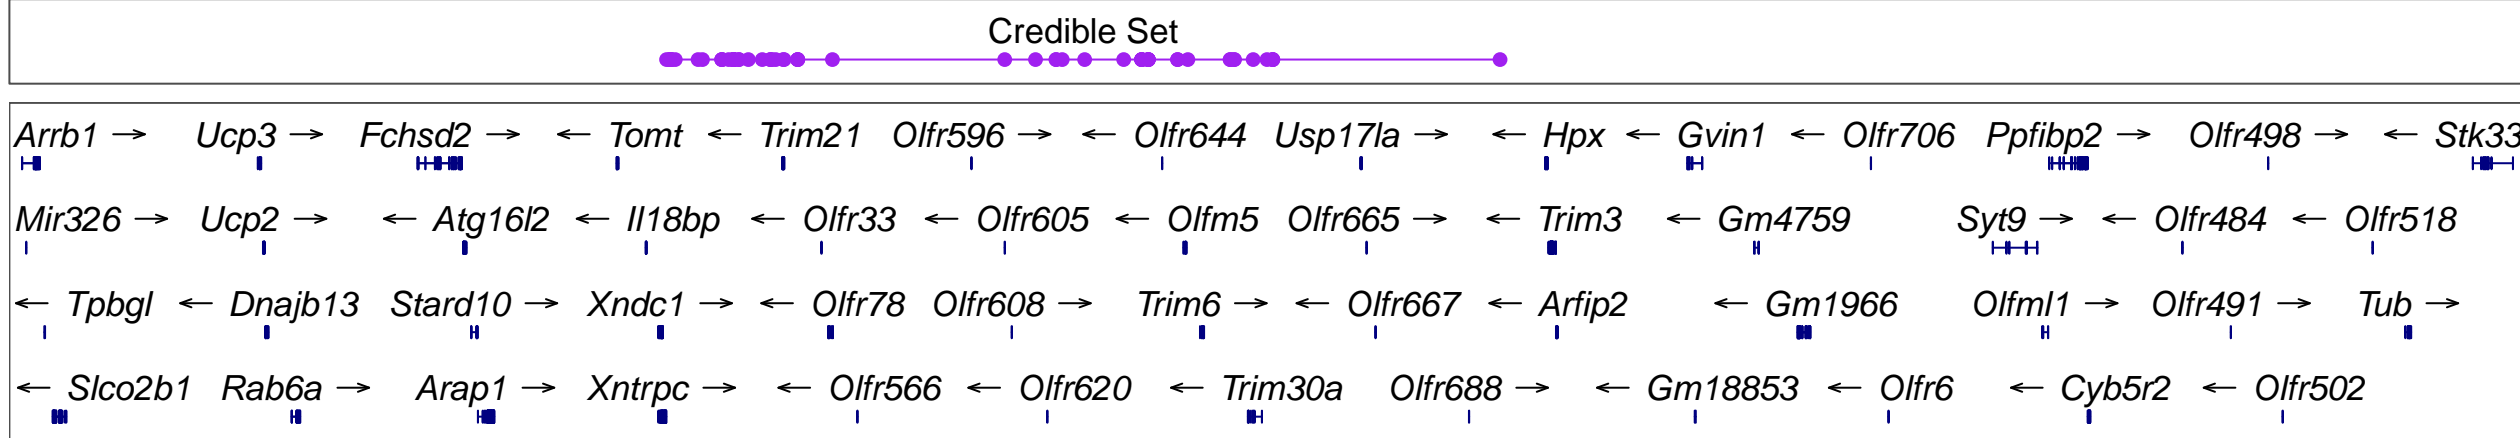 Credible Set
Arrb1 → Ucp3 → Fchsd2 → ← Tomt ← Trim21 Olfr596 → ← Olfr644 Usp17la → ← Hpx ← Gvin1 ← Olfr706 Ppfibp2 → Olfr498 → ← Stk33
Mir326 → Ucp2 → ← Atg16l2 ← Il18bp ← Olfr33 ← Olfr605 ← Olfm5 Olfr665 → ← Trim3 ← Gm4759 Syt9 → ← Olfr484 ← Olfr518
← Tpbgl ← Dnajb13 Stard10 → Xndc1 → ← Olfr78 Olfr608 → Trim6 → ← Olfr667 ← Arfip2 ← Gm1966 Olfml1 → Olfr491 → Tub →
← Slco2b1 Rab6a → Arap1 → Xntrpc → ← Olfr566 ← Olfr620 ← Trim30a Olfr688 → ← Gm18853 ← Olfr6 ← Cyb5r2 ← Olfr502